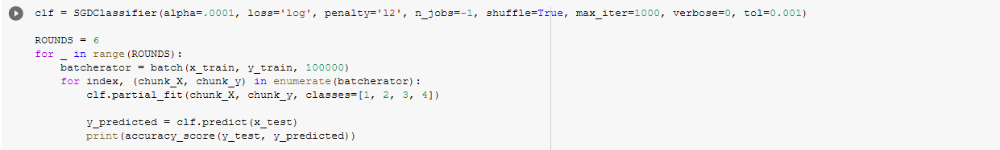 clf = SGDClassifier(alpha=.0001, loss='log', penalty='l2', n_jobs=-1, shuffle=True, max_iter=1000, verbose=0, tol=0.001)
ROUNDS = 6
for _ in range(ROUNDS):
    batcherator = batch(x_train, y_train, 100000)
    for index, (chunk_X, chunk_y) in enumerate(batcherator):
        clf.partial_fit(chunk_X, chunk_y, classes=[1, 2, 3, 4])
        y_predicted = clf.predict(x_test)
        print(accuracy_score(y_test, y_predicted))